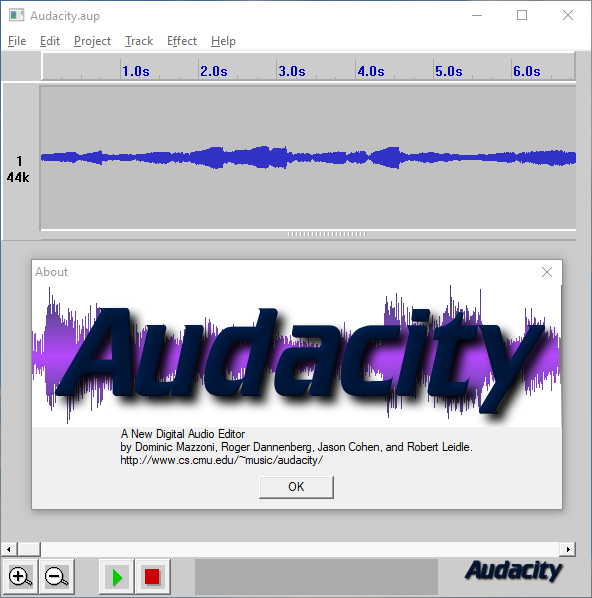 Audacity.aup
File Edit Project Track Effect Help
1.0s 2.0s 3.0s 4.0s 5.0s 6.0s
1
44k
About
Audacity
A New Digital Audio Editor
by Dominic Mazzoni, Roger Dannenberg, Jason Cohen, and Robert Leidle.
http://www.cs.cmu.edu/~music/audacity/
OK
Audacity